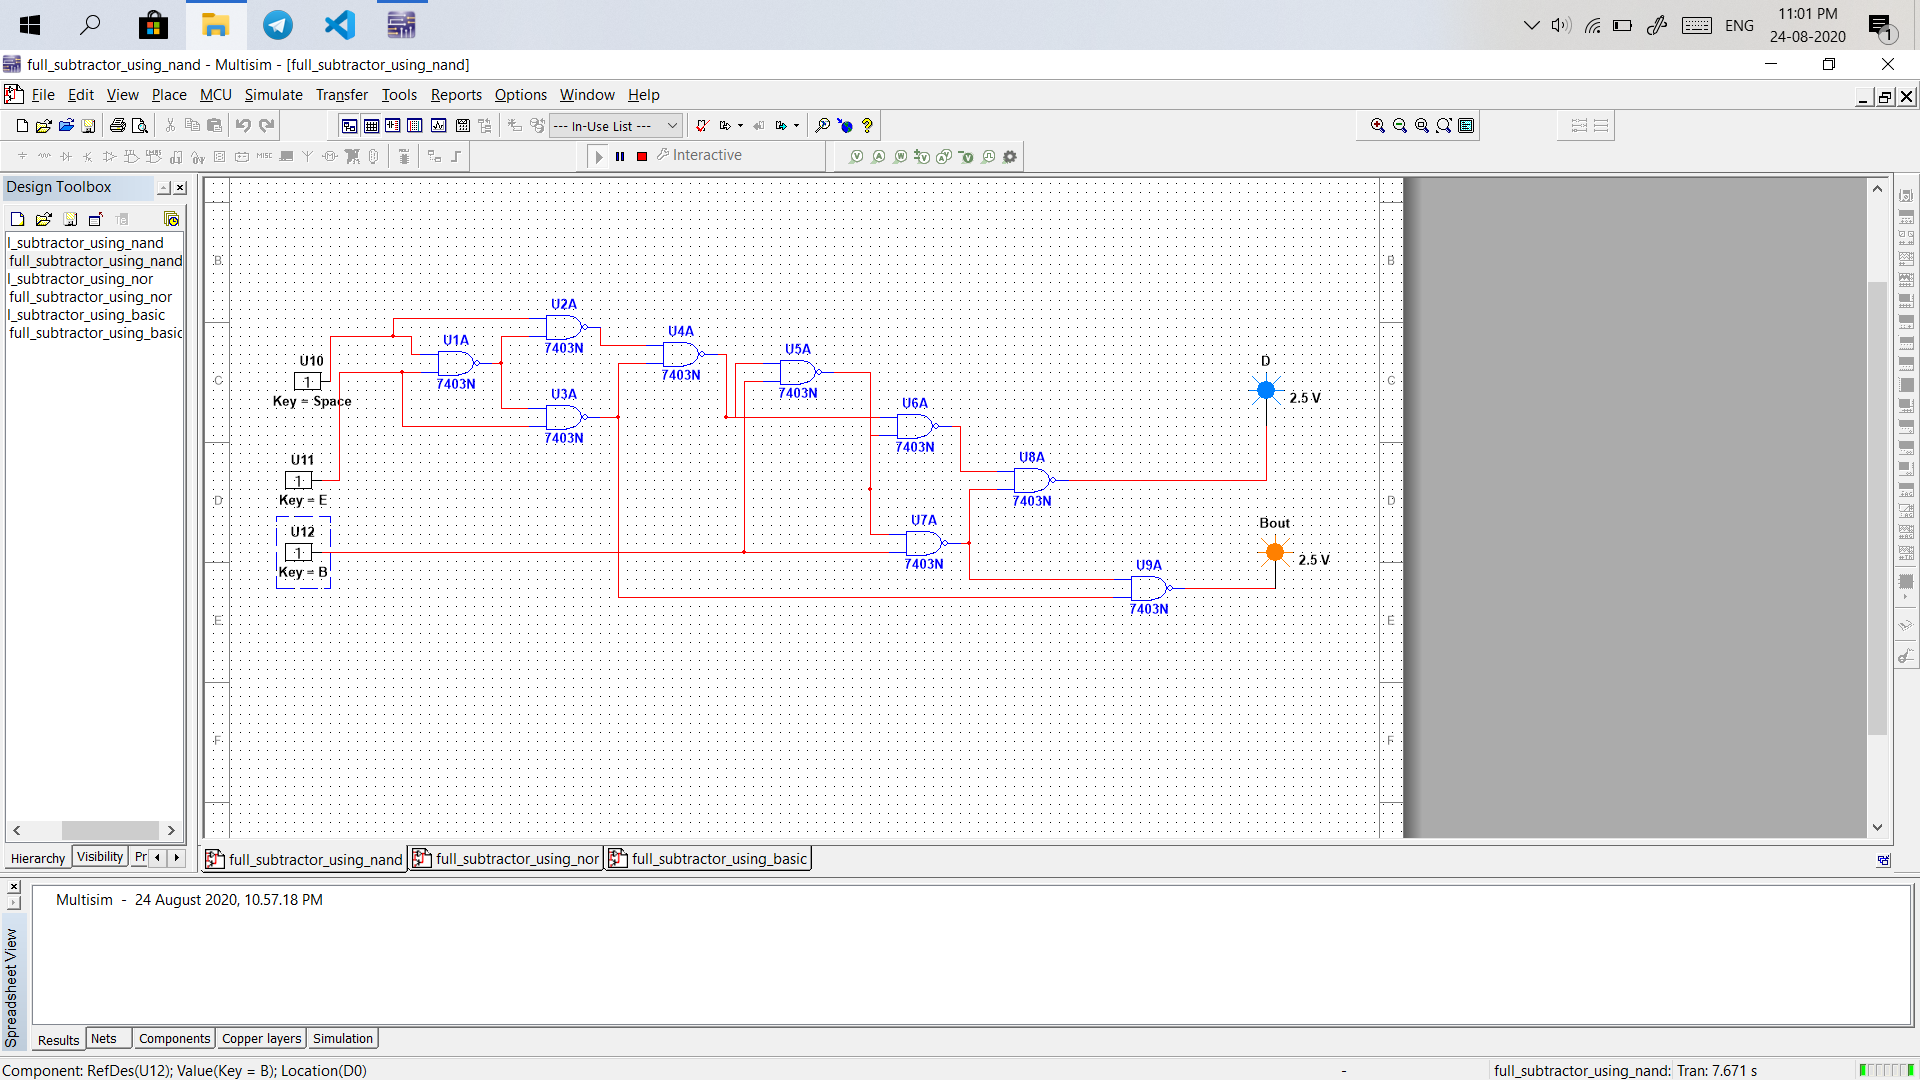 ENG
11:01 PM
24-08-2020
1
full_subtractor_using_nand - Multisim - [full_subtractor_using_nand]
File Edit View Place MCU Simulate Transfer Tools Reports Options Window Help
--- In-Use List ---
MISC
Interactive
Design Toolbox
l_subtractor_using_nand
full_subtractor_using_nand
l_subtractor_using_nor
full_subtractor_using_nor
l_subtractor_using_basic
full_subtractor_using_basic
Hierarchy Visibility Pr
B B
C C
D D
E E
F F
U10
1
Key = Space
U11
1
Key = E
U12
1
Key = B
U1A
7403N
U2A
7403N
U3A
7403N
U4A
7403N
U5A
7403N
U6A
7403N
U7A
7403N
U8A
7403N
U9A
7403N
D
2.5 V
Bout
2.5 V
full_subtractor_using_nand full_subtractor_using_nor full_subtractor_using_basic
Multisim - 24 August 2020, 10.57.18 PM
Spreadsheet View
Results Nets Components Copper layers Simulation
Component: RefDes(U12); Value(Key = B); Location(D0)
-
full_subtractor_using_nand: Tran: 7.671 s